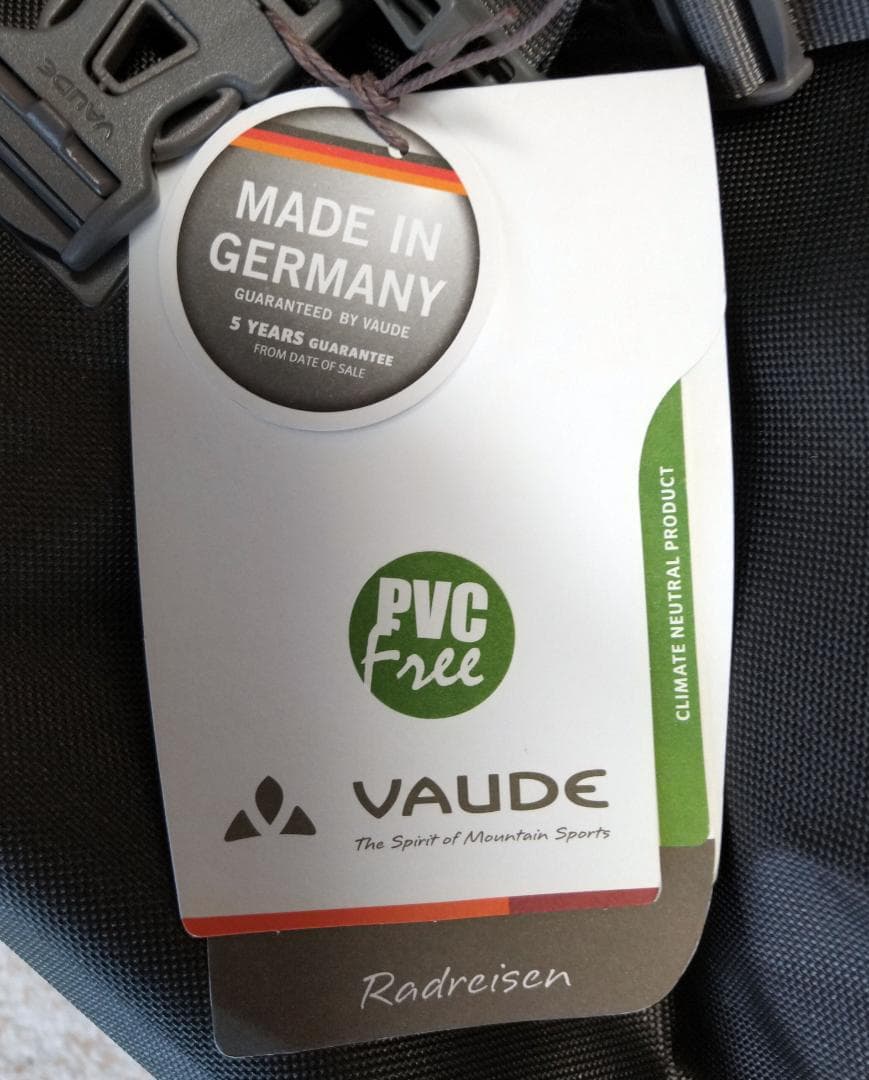 VAUDE
MADE IN
GERMANY
GUARANTEED BY VAUDE
5 YEARS GUARANTEE
FROM DATE OF SALE
PVC
Free
CLIMATE NEUTRAL PRODUCT
VAUDE
The Spirit of Mountain Sports
Radreisen